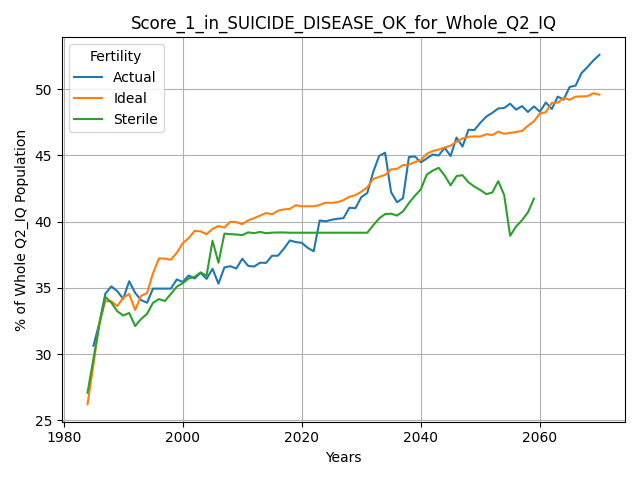 Score_1_in_SUICIDE_DISEASE_OK_for_Whole_Q2_IQ
Fertility
Actual
Ideal
Sterile
% of Whole Q2_IQ Population
50
45
40
35
30
25
1980
2000
2020
2040
2060
Years